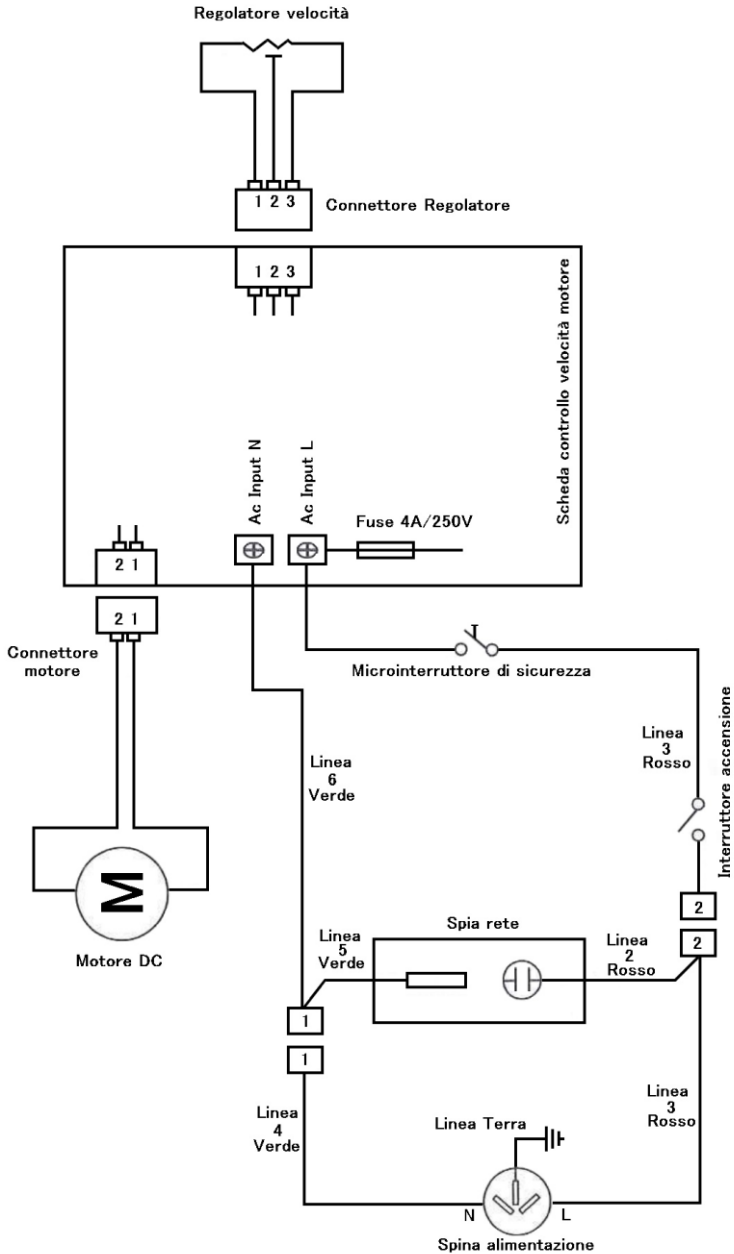 Regolatore velocità
1 2 3
Connettore Regolatore
1 2 3
Scheda controllo velocità motore
Ac Input N
Ac Input L
Fuse 4A/250V
2 1
2 1
Connettore
motore
Microinterruttore di sicurezza
Linea
3
Rosso
Interruttore accensione
Linea
6
Verde
M
Motore DC
2
2
Spia rete
Linea
5
Verde
Linea
2
Rosso
1
1
Linea
4
Verde
Linea Terra
Linea
3
Rosso
N
L
Spina alimentazione